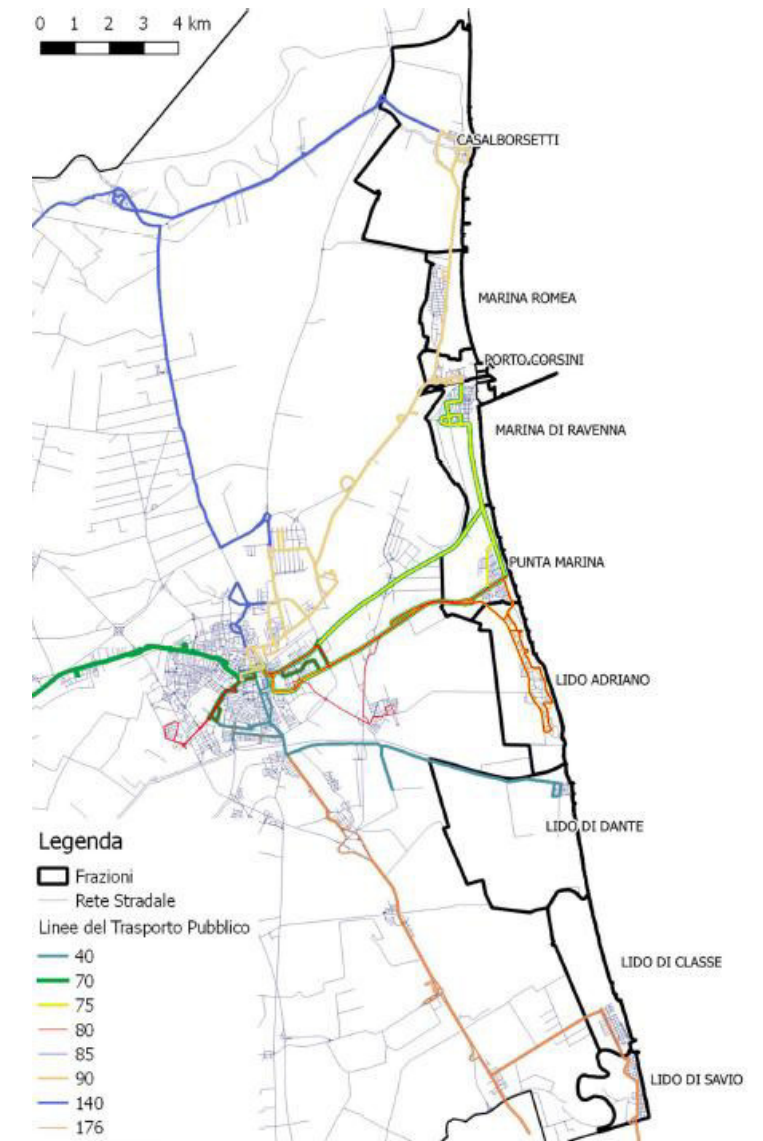 0 1 2 3 4 km
CASALBORSETTI
MARINA ROMEA
PORTO CORSINI
MARINA DI RAVENNA
PUNTA MARINA
LIDO ADRIANO
LIDO DI DANTE
LIDO DI CLASSE
LIDO DI SAVIO
Legenda
Frazioni
Rete Stradale
Linee del Trasporto Pubblico
40
70
75
80
85
90
140
176